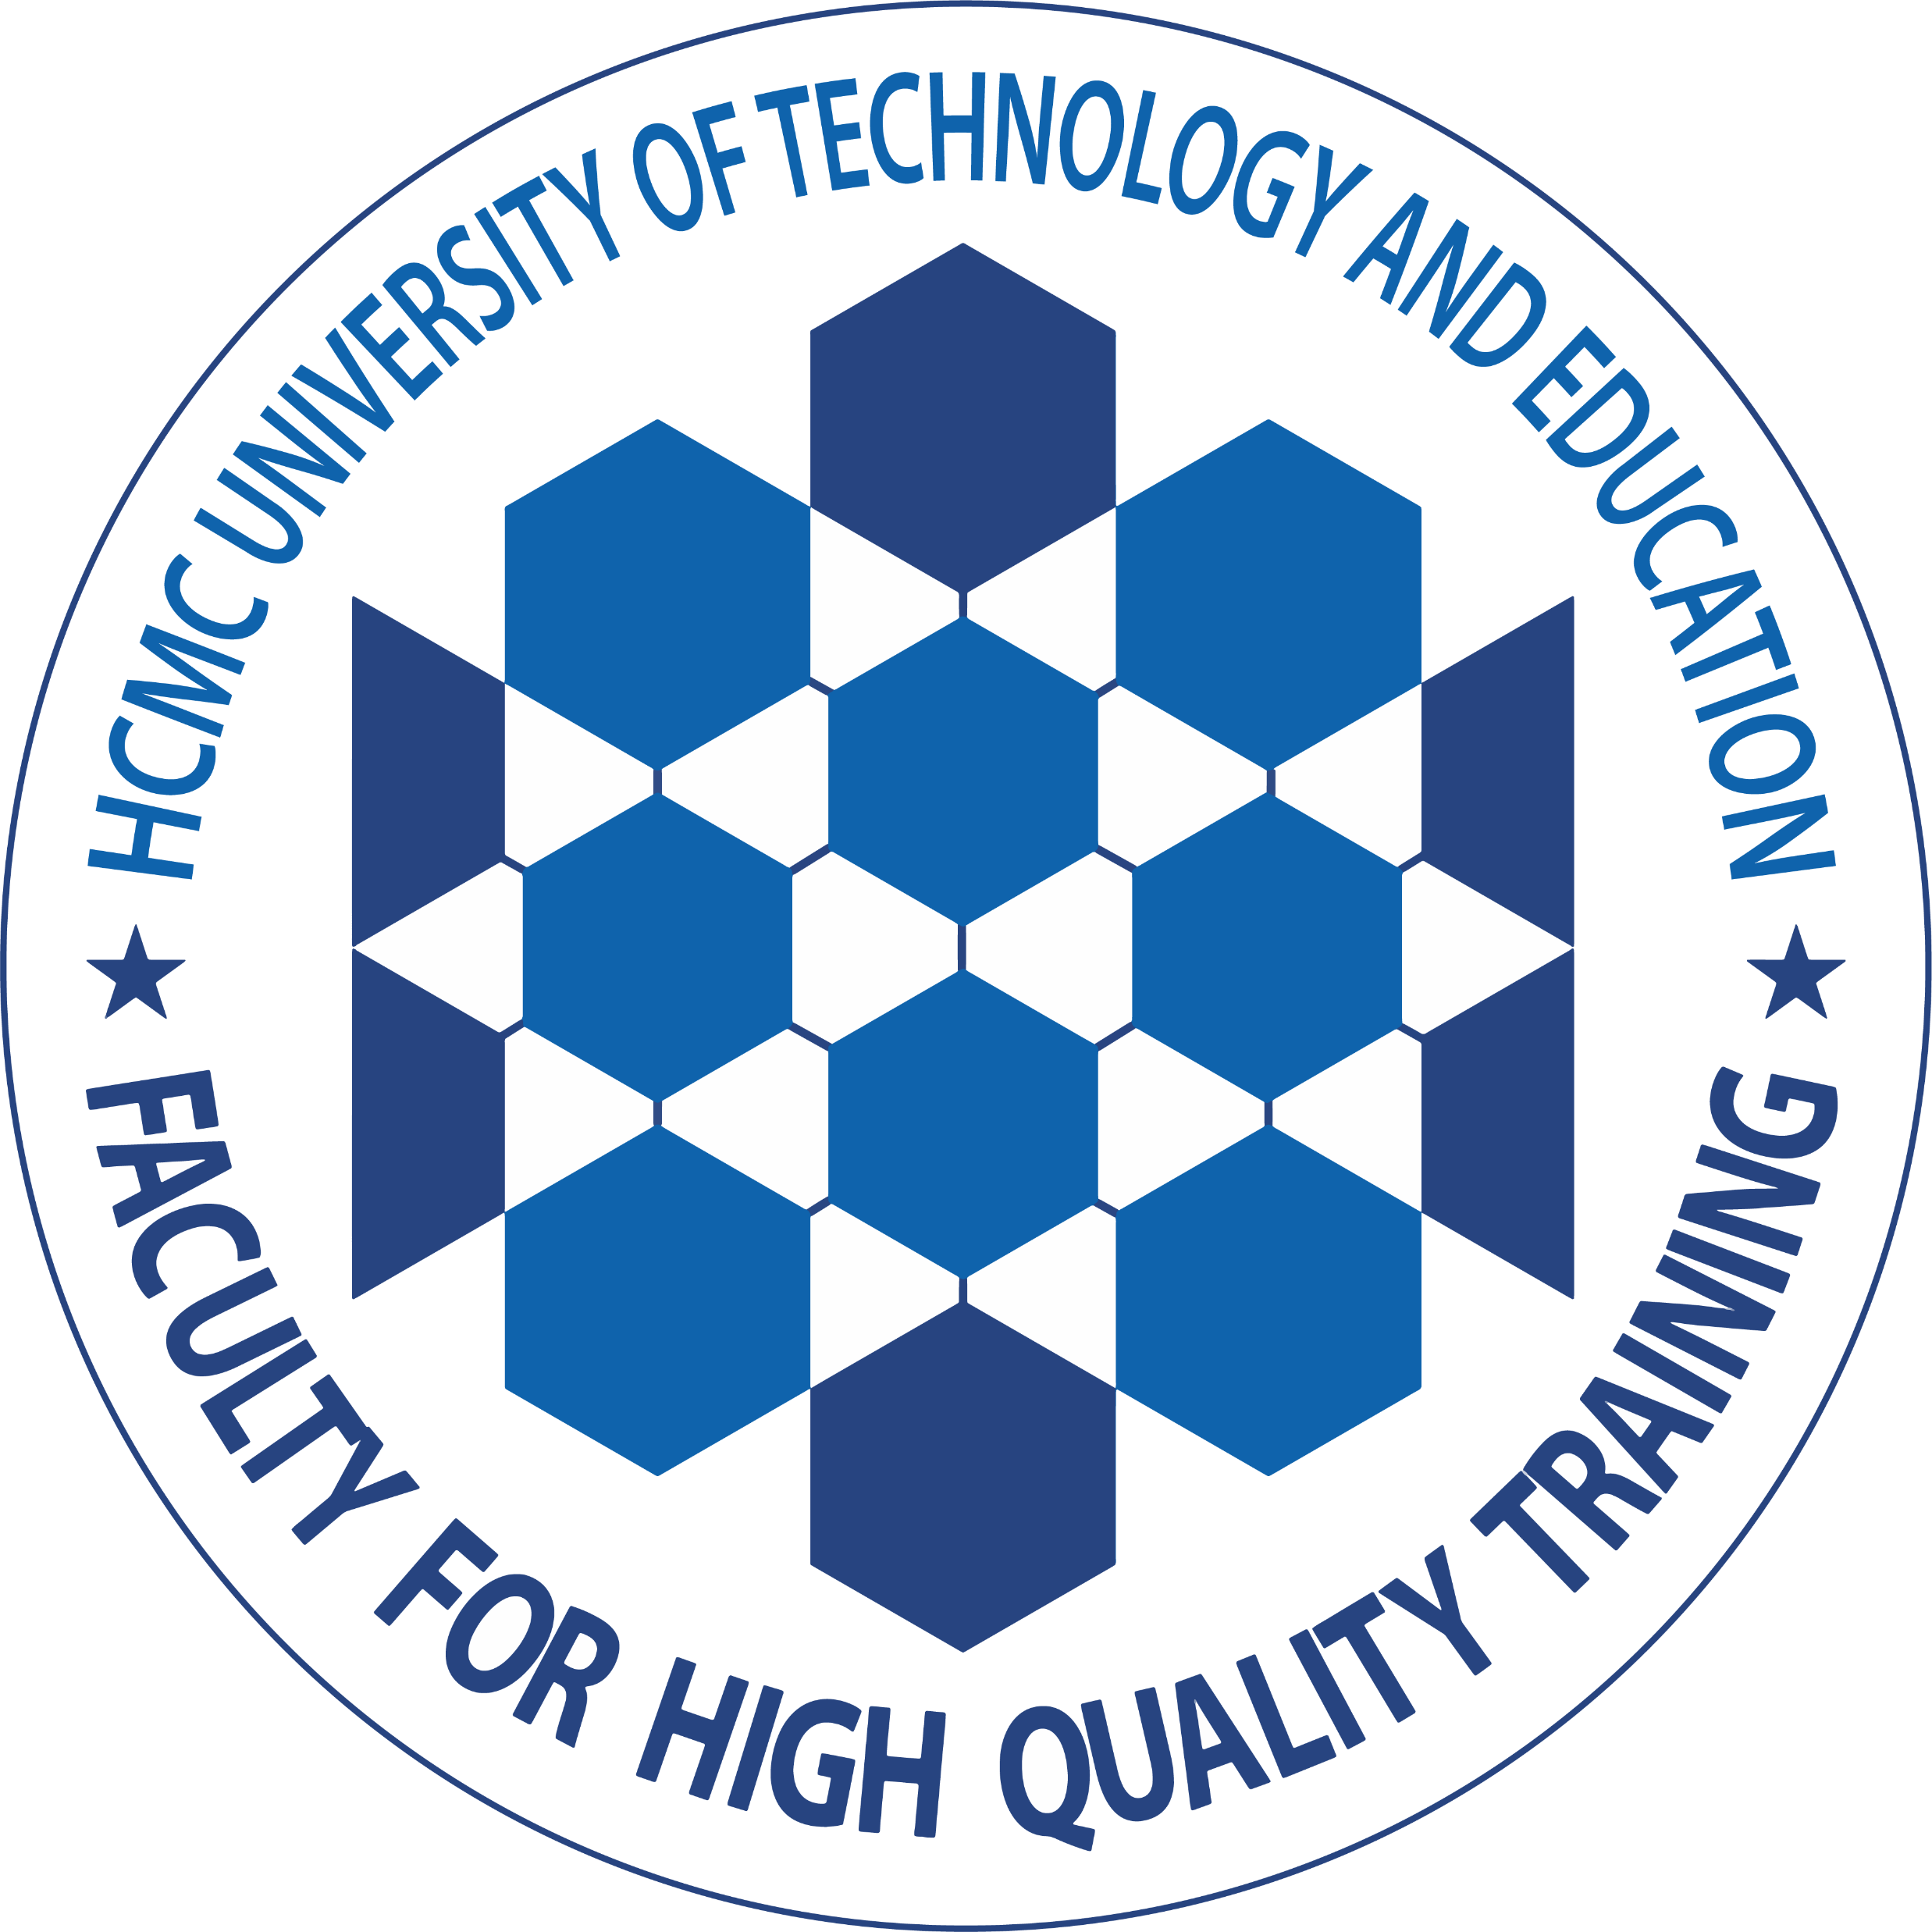 HCMC UNIVERSITY OF TECHNOLOGY AND EDUCATION
FACULTY FOR HIGH QUALITY TRAINING